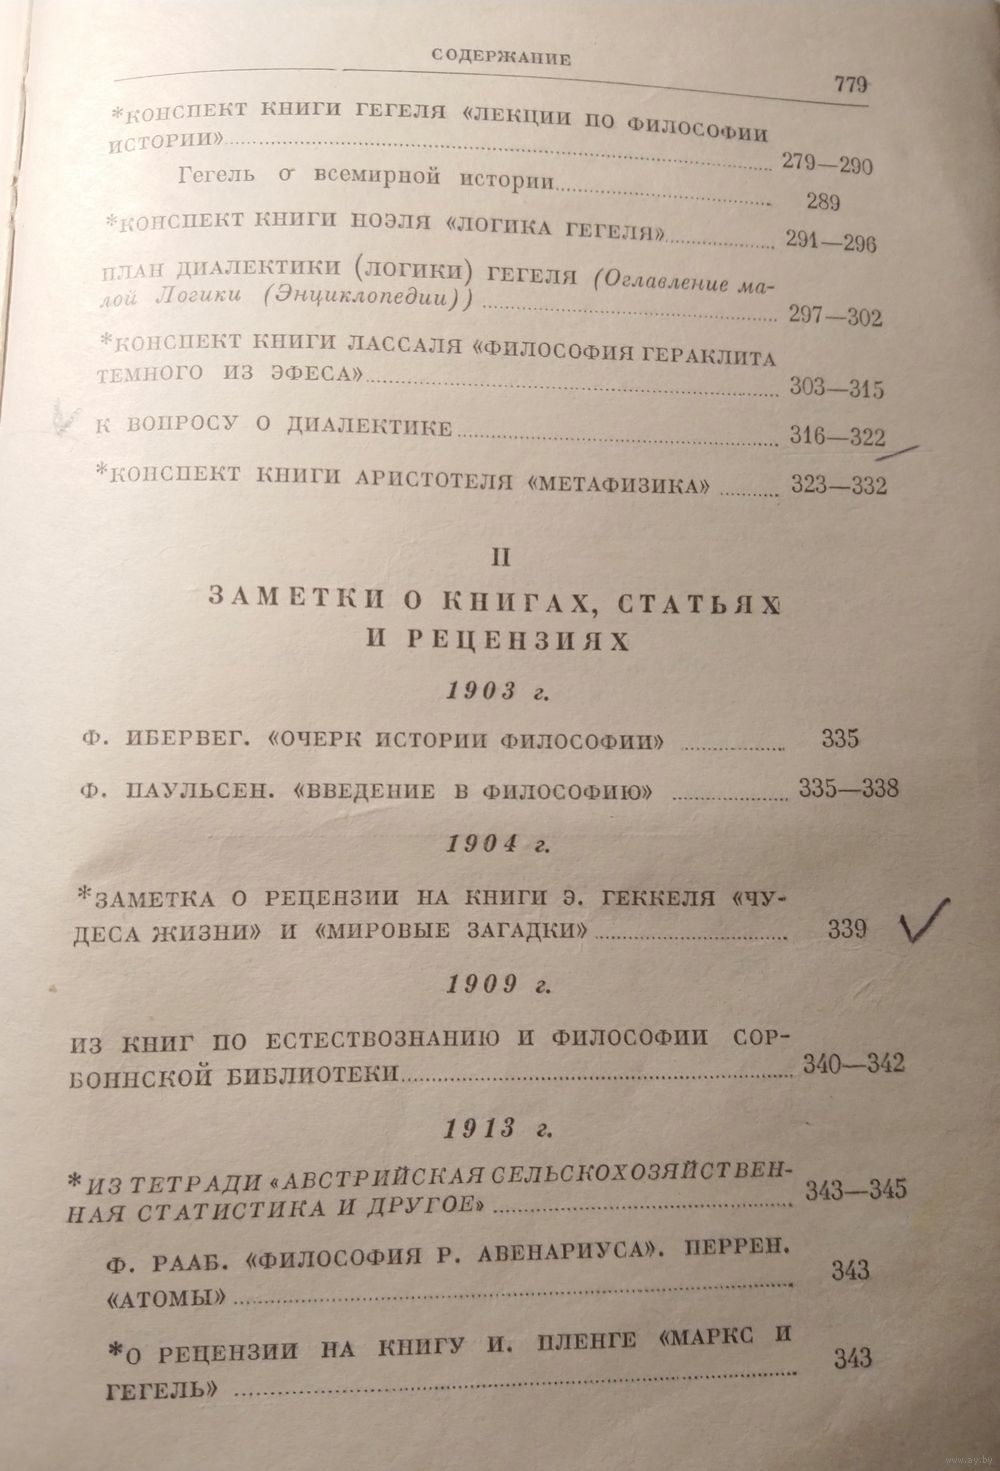 СОДЕРЖАНИЕ
779
*КОНСПЕКТ КНИГИ ГЕГЕЛЯ «ЛЕКЦИИ ПО ФИЛОСОФИИ
ИСТОРИИ» 279—290
Гегель о всемирной истории 289
*КОНСПЕКТ КНИГИ НОЭЛЯ «ЛОГИКА ГЕГЕЛЯ» 291—296
ПЛАН ДИАЛЕКТИКИ (ЛОГИКИ) ГЕГЕЛЯ (Оглавление ма-
лой Логики (Энциклопедии)) 297—302
*КОНСПЕКТ КНИГИ ЛАССАЛЯ «ФИЛОСОФИЯ ГЕРАКЛИТА
ТЕМНОГО ИЗ ЭФЕСА» 303—315
К ВОПРОСУ О ДИАЛЕКТИКЕ 316—322
*КОНСПЕКТ КНИГИ АРИСТОТЕЛЯ «МЕТАФИЗИКА» 323—332
II
ЗАМЕТКИ О КНИГАХ, СТАТЬЯХ
И РЕЦЕНЗИЯХ
1903 г.
Ф. ИБЕРВЕГ. «ОЧЕРК ИСТОРИИ ФИЛОСОФИИ» 335
Ф. ПАУЛЬСЕН. «ВВЕДЕНИЕ В ФИЛОСОФИЮ» 335—338
1904 г.
*ЗАМЕТКА О РЕЦЕНЗИИ НА КНИГИ Э. ГЕККЕЛЯ «ЧУ-
ДЕСА ЖИЗНИ» И «МИРОВЫЕ ЗАГАДКИ» 339
1909 г.
ИЗ КНИГ ПО ЕСТЕСТВОЗНАНИЮ И ФИЛОСОФИИ СОР-
БОННСКОЙ БИБЛИОТЕКИ 340—342
1913 г.
*ИЗ ТЕТРАДИ «АВСТРИЙСКАЯ СЕЛЬСКОХОЗЯЙСТВЕН-
НАЯ СТАТИСТИКА И ДРУГОЕ» 343—345
Ф. РААБ. «ФИЛОСОФИЯ Р. АВЕНАРИУСА». ПЕРРЕН.
«АТОМЫ» 343
*О РЕЦЕНЗИИ НА КНИГУ И. ПЛЕНГЕ «МАРКС И
ГЕГЕЛЬ» 343
www.ay.by